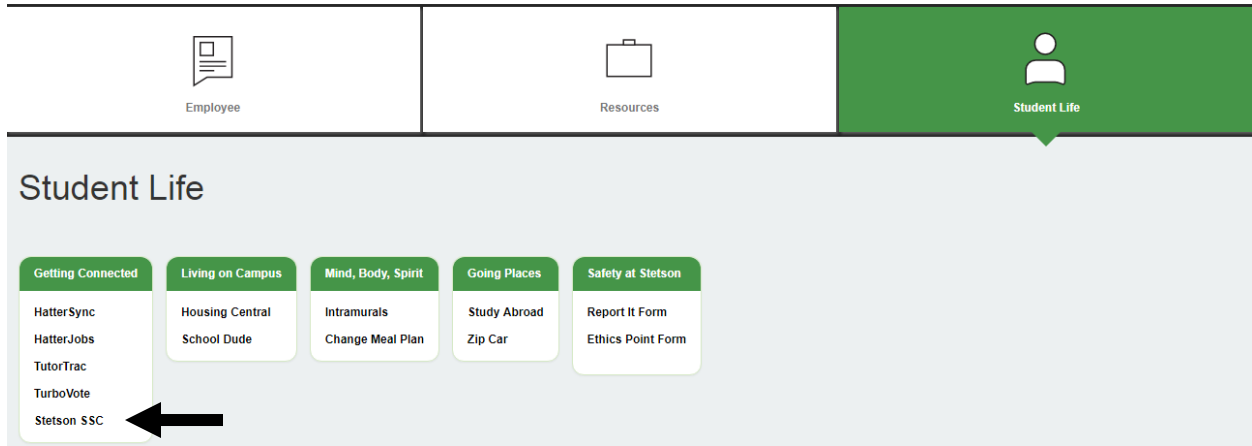 Employee
Resources
Student Life
Student Life
Getting Connected
HatterSync
HatterJobs
TutorTrac
TurboVote
Stetson SSC
Living on Campus
Housing Central
School Dude
Mind, Body, Spirit
Intramurals
Change Meal Plan
Going Places
Study Abroad
Zip Car
Safety at Stetson
Report It Form
Ethics Point Form